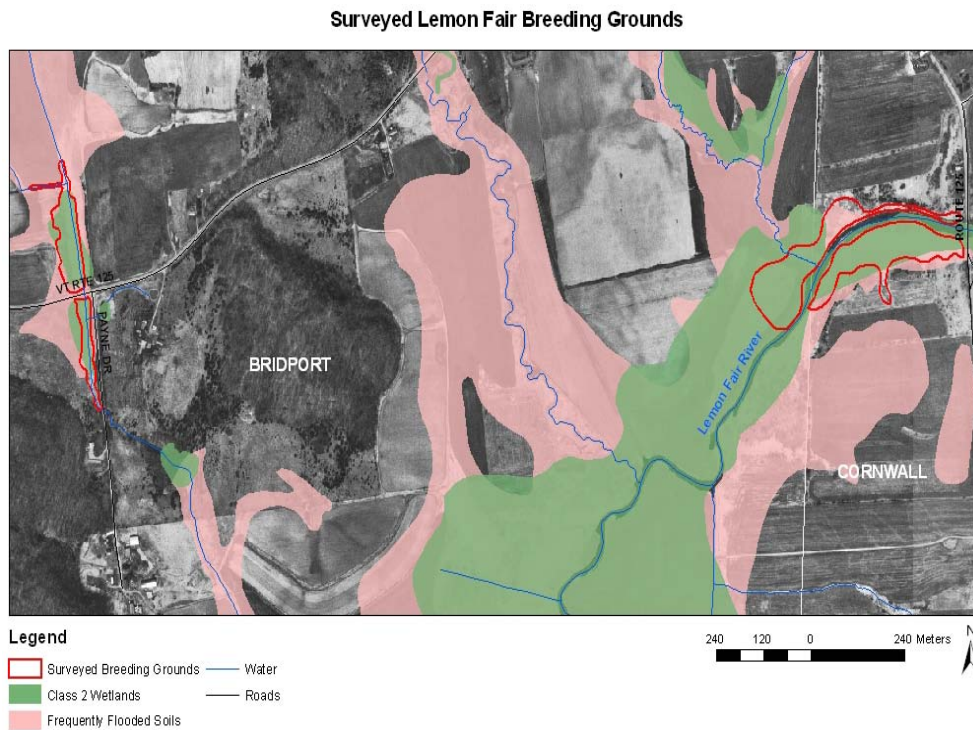 Surveyed Lemon Fair Breeding Grounds
ROUTE 125
VT RTE 125
PAYNE DR
BRIDPORT
Lemon Fair River
CORNWALL
Legend
Surveyed Breeding Grounds
Water
Class 2 Wetlands
Roads
Frequently Flooded Soils
240 120 0 240 Meters
N